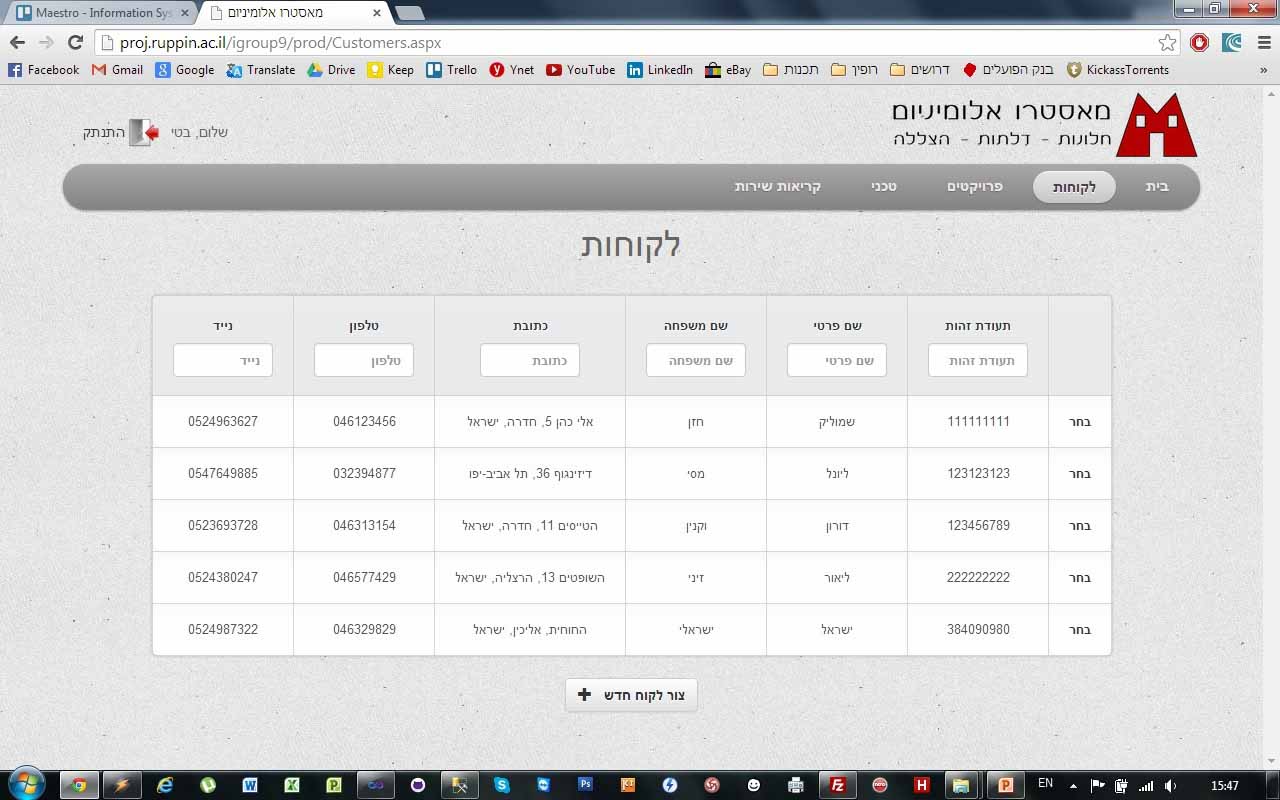 Maestro - Information Sys
מאסטרו אלומיניום
proj.ruppin.ac.il/igroup9/prod/Customers.aspx
Facebook Gmail Google Translate Drive Keep Trello Ynet YouTube LinkedIn eBay תכנות רופין דרושים בנק הפועלים KickassTorrents »
מאסטרו אלומיניום
חלונות - דלתות - הצללה
שלום, בטי התנתק
בית לקוחות פרויקטים טכני קריאות שירות
לקוחות
תעודת זהות שם פרטי שם משפחה כתובת טלפון נייד
תעודת זהות שם פרטי שם משפחה כתובת טלפון נייד
בחר 111111111 שמוליק חזן אלי כהן 5, חדרה, ישראל 046123456 0524963627
בחר 123123123 ליונל מסי דיזינגוף 36, תל אביב-יפו 032394877 0547649885
בחר 123456789 דורון וקנין הטייסים 11, חדרה, ישראל 046313154 0523693728
בחר 222222222 ליאור זיני השופטים 13, הרצליה, ישראל 046577429 0524380247
בחר 384090980 ישראל ישראלי החוחית, אליכין, ישראל 046329829 0524987322
צור לקוח חדש +
EN 15:47